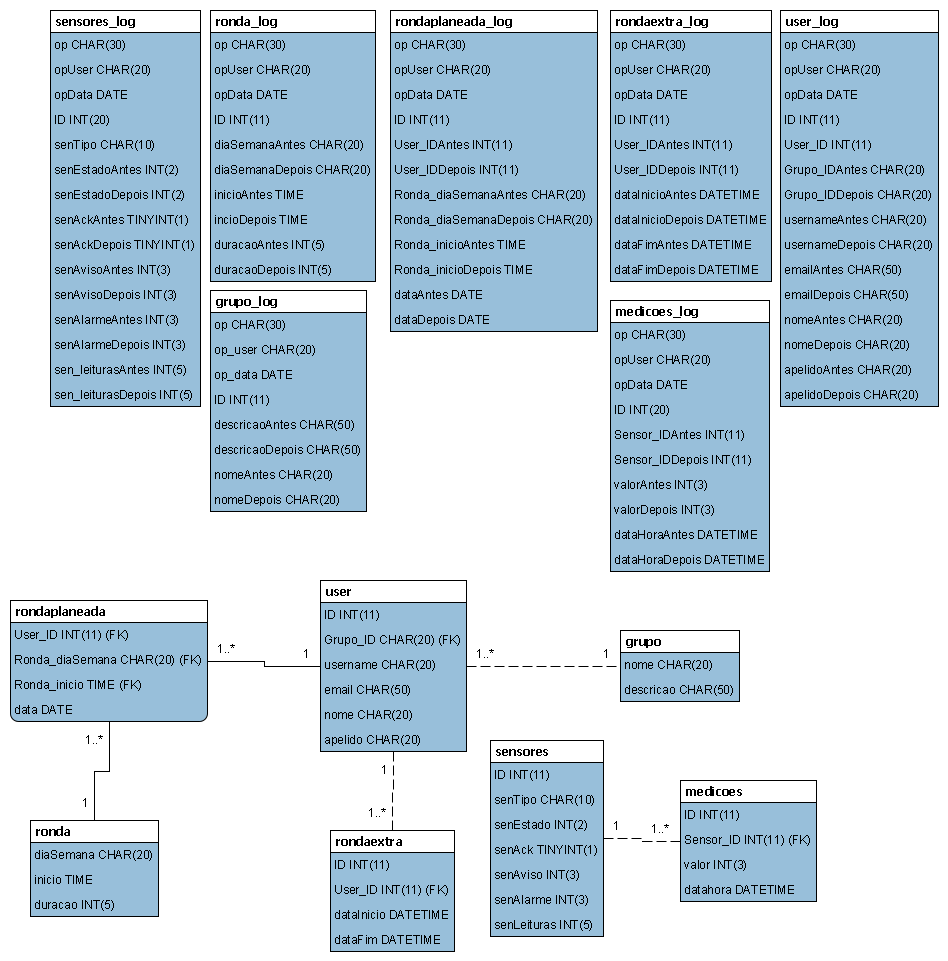 sensores_log
op CHAR(30)
opUser CHAR(20)
opData DATE
ID INT(20)
senTipo CHAR(10)
senEstadoAntes INT(2)
senEstadoDepois INT(2)
senAckAntes TINYINT(1)
senAckDepois TINYINT(1)
senAvisoAntes INT(3)
senAvisoDepois INT(3)
senAlarmeAntes INT(3)
senAlarmeDepois INT(3)
sen_leiturasAntes INT(5)
sen_leiturasDepois INT(5)
ronda_log
op CHAR(30)
opUser CHAR(20)
opData DATE
ID INT(11)
diaSemanaAntes CHAR(20)
diaSemanaDepois CHAR(20)
inicioAntes TIME
incioDepois TIME
duracaoAntes INT(5)
duracaoDepois INT(5)
grupo_log
op CHAR(30)
op_user CHAR(20)
op_data DATE
ID INT(11)
descricaoAntes CHAR(50)
descricaoDepois CHAR(50)
nomeAntes CHAR(20)
nomeDepois CHAR(20)
rondaplaneada_log
op CHAR(30)
opUser CHAR(20)
opData DATE
ID INT(11)
User_IDAntes INT(11)
User_IDDepois INT(11)
Ronda_diaSemanaAntes CHAR(20)
Ronda_diaSemanaDepois CHAR(20)
Ronda_inicioAntes TIME
Ronda_inicioDepois TIME
dataAntes DATE
dataDepois DATE
rondaextra_log
op CHAR(30)
opUser CHAR(20)
opData DATE
ID INT(11)
User_IDAntes INT(11)
User_IDDepois INT(11)
dataInicioAntes DATETIME
dataInicioDepois DATETIME
dataFimAntes DATETIME
dataFimDepois DATETIME
medicoes_log
op CHAR(30)
opUser CHAR(20)
opData DATE
ID INT(20)
Sensor_IDAntes INT(11)
Sensor_IDDepois INT(11)
valorAntes INT(3)
valorDepois INT(3)
dataHoraAntes DATETIME
dataHoraDepois DATETIME
user_log
op CHAR(30)
opUser CHAR(20)
opData DATE
ID INT(11)
User_ID INT(11)
Grupo_IDAntes CHAR(20)
Grupo_IDDepois CHAR(20)
usernameAntes CHAR(20)
usernameDepois CHAR(20)
emailAntes CHAR(50)
emailDepois CHAR(50)
nomeAntes CHAR(20)
nomeDepois CHAR(20)
apelidoAntes CHAR(20)
apelidoDepois CHAR(20)
rondaplaneada
User_ID INT(11) (FK)
Ronda_diaSemana CHAR(20) (FK)
Ronda_inicio TIME (FK)
data DATE
1..*
1
user
ID INT(11)
Grupo_ID CHAR(20) (FK)
username CHAR(20)
email CHAR(50)
nome CHAR(20)
apelido CHAR(20)
1..*
1
grupo
nome CHAR(20)
descricao CHAR(50)
1..*
1
ronda
diaSemana CHAR(20)
inicio TIME
duracao INT(5)
1
1..*
rondaextra
ID INT(11)
User_ID INT(11) (FK)
dataInicio DATETIME
dataFim DATETIME
sensores
ID INT(11)
senTipo CHAR(10)
senEstado INT(2)
senAck TINYINT(1)
senAviso INT(3)
senAlarme INT(3)
senLeituras INT(5)
1
1..*
medicoes
ID INT(11)
Sensor_ID INT(11) (FK)
valor INT(3)
datahora DATETIME